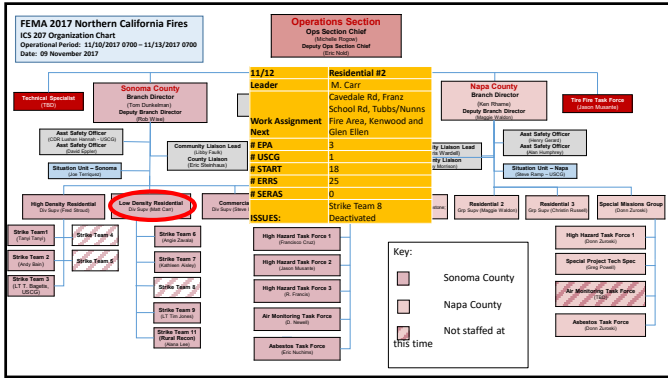 FEMA 2017 Northern California Fires
ICS 207 Organization Chart
Operational Period: 11/10/2017 0700 – 11/13/2017 0700
Date: 09 November 2017
Operations Section
Ops Section Chief
(Michelle Rogow)
Deputy Ops Section Chief
(Eric Nold)
Technical Specialist
(TBD)
Sonoma County
Branch Director
(Tom Dunkelman)
Deputy Branch Director
(Rob Wise)
11/12 Residential #2
Leader M. Carr
Work Assignment
Next
Cavedale Rd, Franz
School Rd, Tubbs/Nunns
Fire Area, Kenwood and
Glen Ellen
# EPA 3
# USCG 1
# START 18
# ERRS 25
# SERAS 0
ISSUES:
Strike Team 8
Deactivated
Napa County
Branch Director
(Ken Rhame)
Deputy Branch Director
(Maggie Waldon)
Tire Fire Task Force
(Jason Musante)
Asst Safety Officer
(CDR Lustian Hannah - USCG)
Asst Safety Officer
(David Eppler)
Community Liaison Lead
(Libby Faulk)
County Liaison
(Eric Steinhaus)
Situation Unit – Sonoma
(Joe Terriquez)
Liaison Lead
Wardell)
Liaison
Morrison)
Asst Safety Officer
(Henry Gerard)
Asst Safety Officer
(Alan Humphrey)
Situation Unit – Napa
(Steve Ramp – USCG)
High Density Residential
Div Supv (Fred Stroud)
Low Density Residential
Div Supv (Matt Carr)
Commercia
Div Supv (Steve
Residential 2
Grp Supv (Maggie Waldon)
Residential 3
Grp Supv (Christin Russell)
Special Missions Group
(Donn Zuroski)
Strike Team1
(Tanji Tanyi)
Strike Team 2
(Andy Bain)
Strike Team 3
(LT T. Bagetis,
USCG)
Strike Team 4
Strike Team 5
Strike Team 6
(Angie Zavala)
Strike Team 7
(Kathleen Aisley)
Strike Team 8
Strike Team 9
(LT Tim Jones)
Strike Team 11
(Rural Recon)
(Alana Lee)
High Hazard Task Force 1
(Francisco Cruz)
High Hazard Task Force 2
(Jason Musante)
High Hazard Task Force 3
(R. Francis)
Air Monitoring Task Force
(D. Newell)
Asbestos Task Force
(Eric Nuchims)
Key:
Sonoma County
Napa County
Not staffed at
this time
High Hazard Task Force 1
(Donn Zuroski)
Special Project Tech Spec
(Greg Powell)
Air Monitoring Task Force
(TBD)
Asbestos Task Force
(Donn Zuroski)